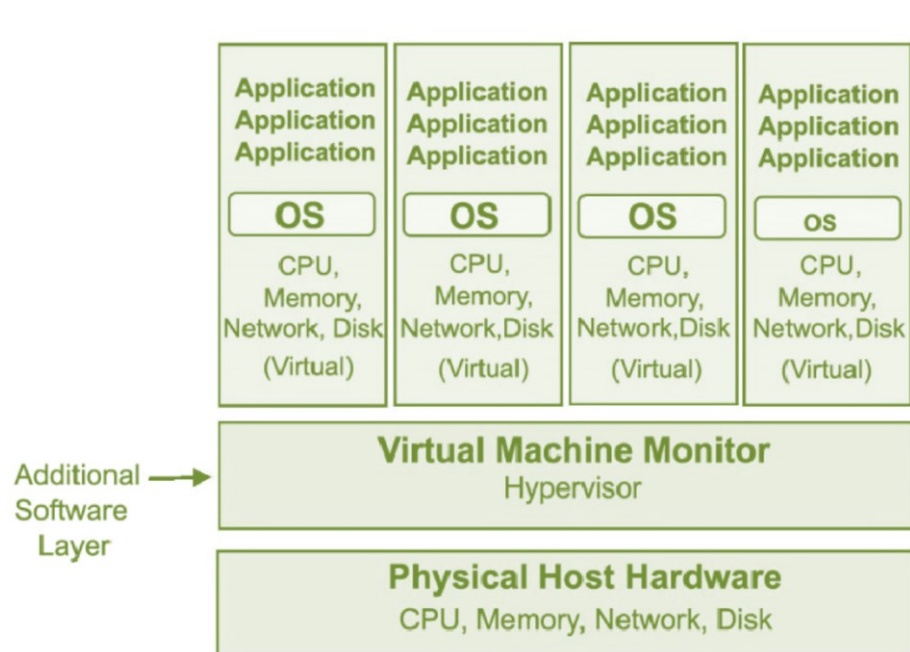 Application
Application
Application
OS
CPU,
Memory,
Network, Disk
(Virtual)
Application
Application
Application
OS
CPU,
Memory,
Network,Disk
(Virtual)
Application
Application
Application
OS
CPU,
Memory,
Network,Disk
(Virtual)
Application
Application
Application
OS
CPU,
Memory,
Network,Disk
(Virtual)
Additional
Software
Layer
Virtual Machine Monitor
Hypervisor
Physical Host Hardware
CPU, Memory, Network, Disk